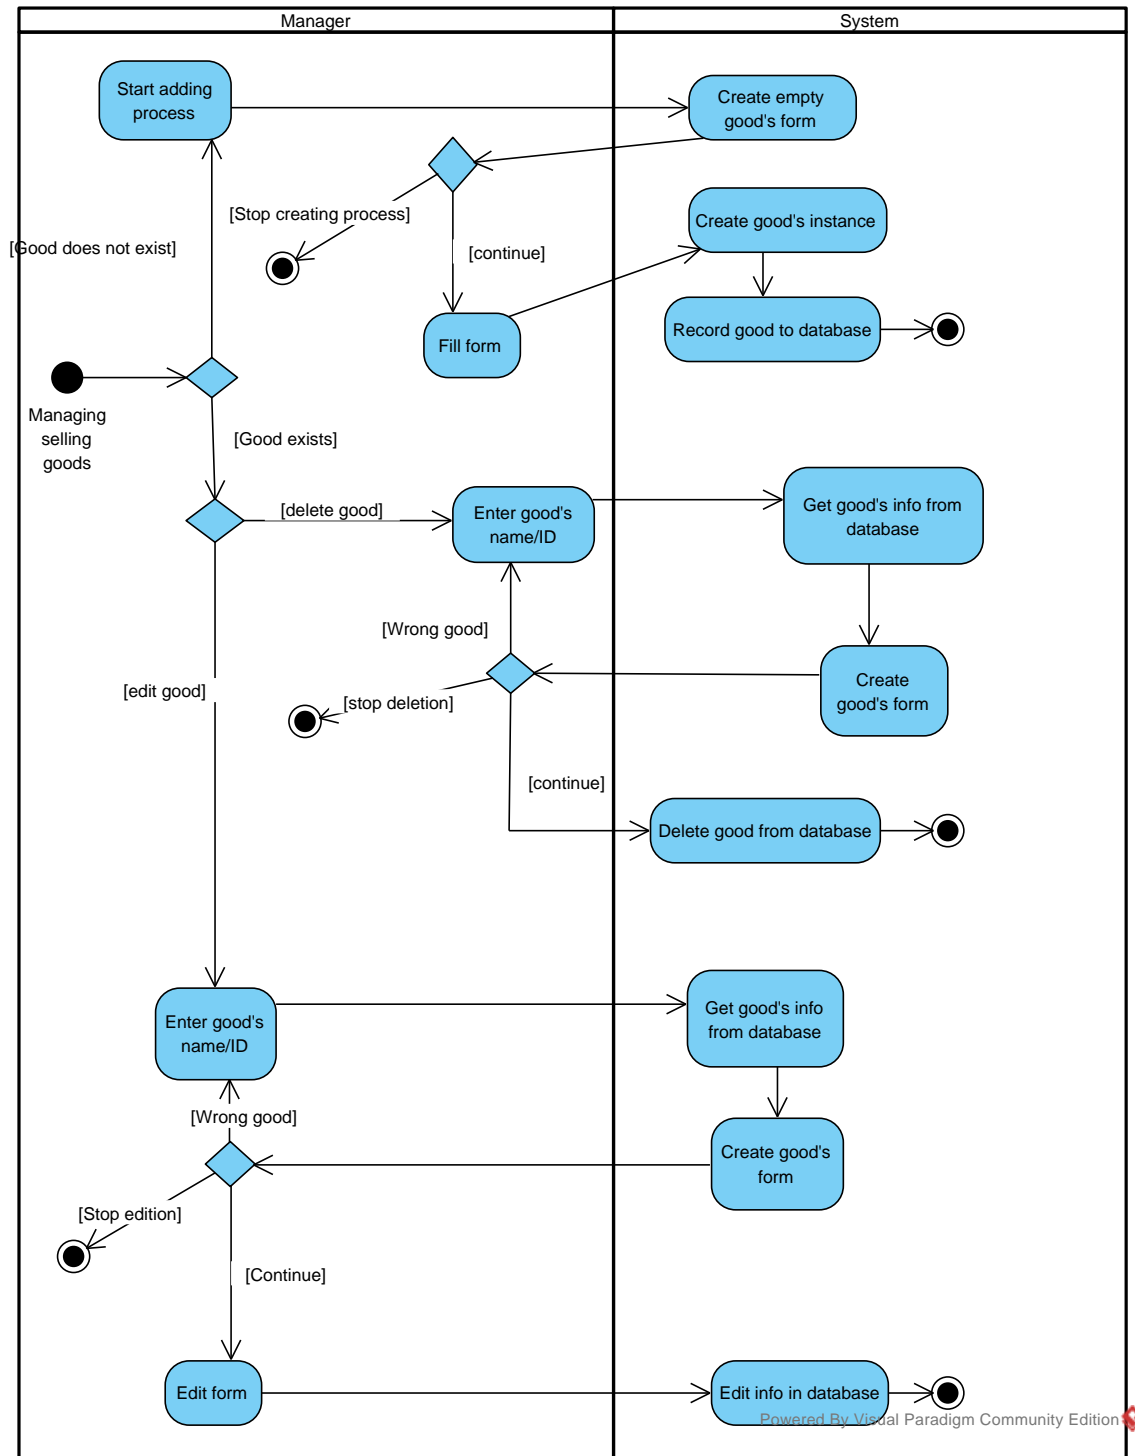 Manager
System
Start adding
process
Create empty
good's form
[Stop creating process]
[continue]
Create good's instance
[Good does not exist]
Record good to database
Fill form
Managing
selling
goods
[Good exists]
[delete good]
Enter good's
name/ID
Get good's info from
database
[Wrong good]
[edit good]
[stop deletion]
Create
good's form
[continue]
Delete good from database
Enter good's
name/ID
Get good's info
from database
[Wrong good]
Create good's
form
[Stop edition]
[Continue]
Edit form
Edit info in database
Powered By Visual Paradigm Community Edition